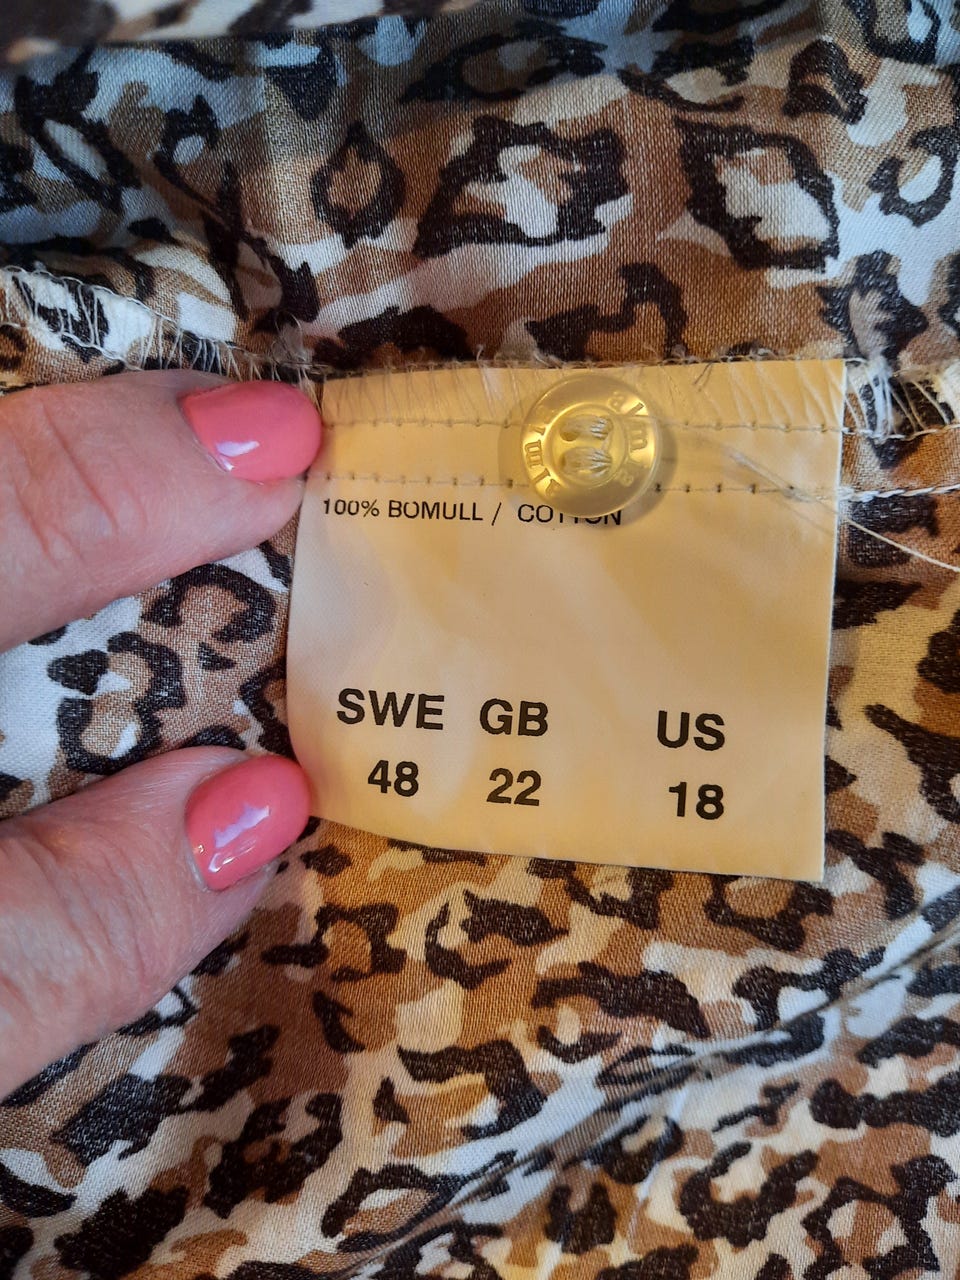 100% BOMULL / COTTON
SWE GB US
48 22 18